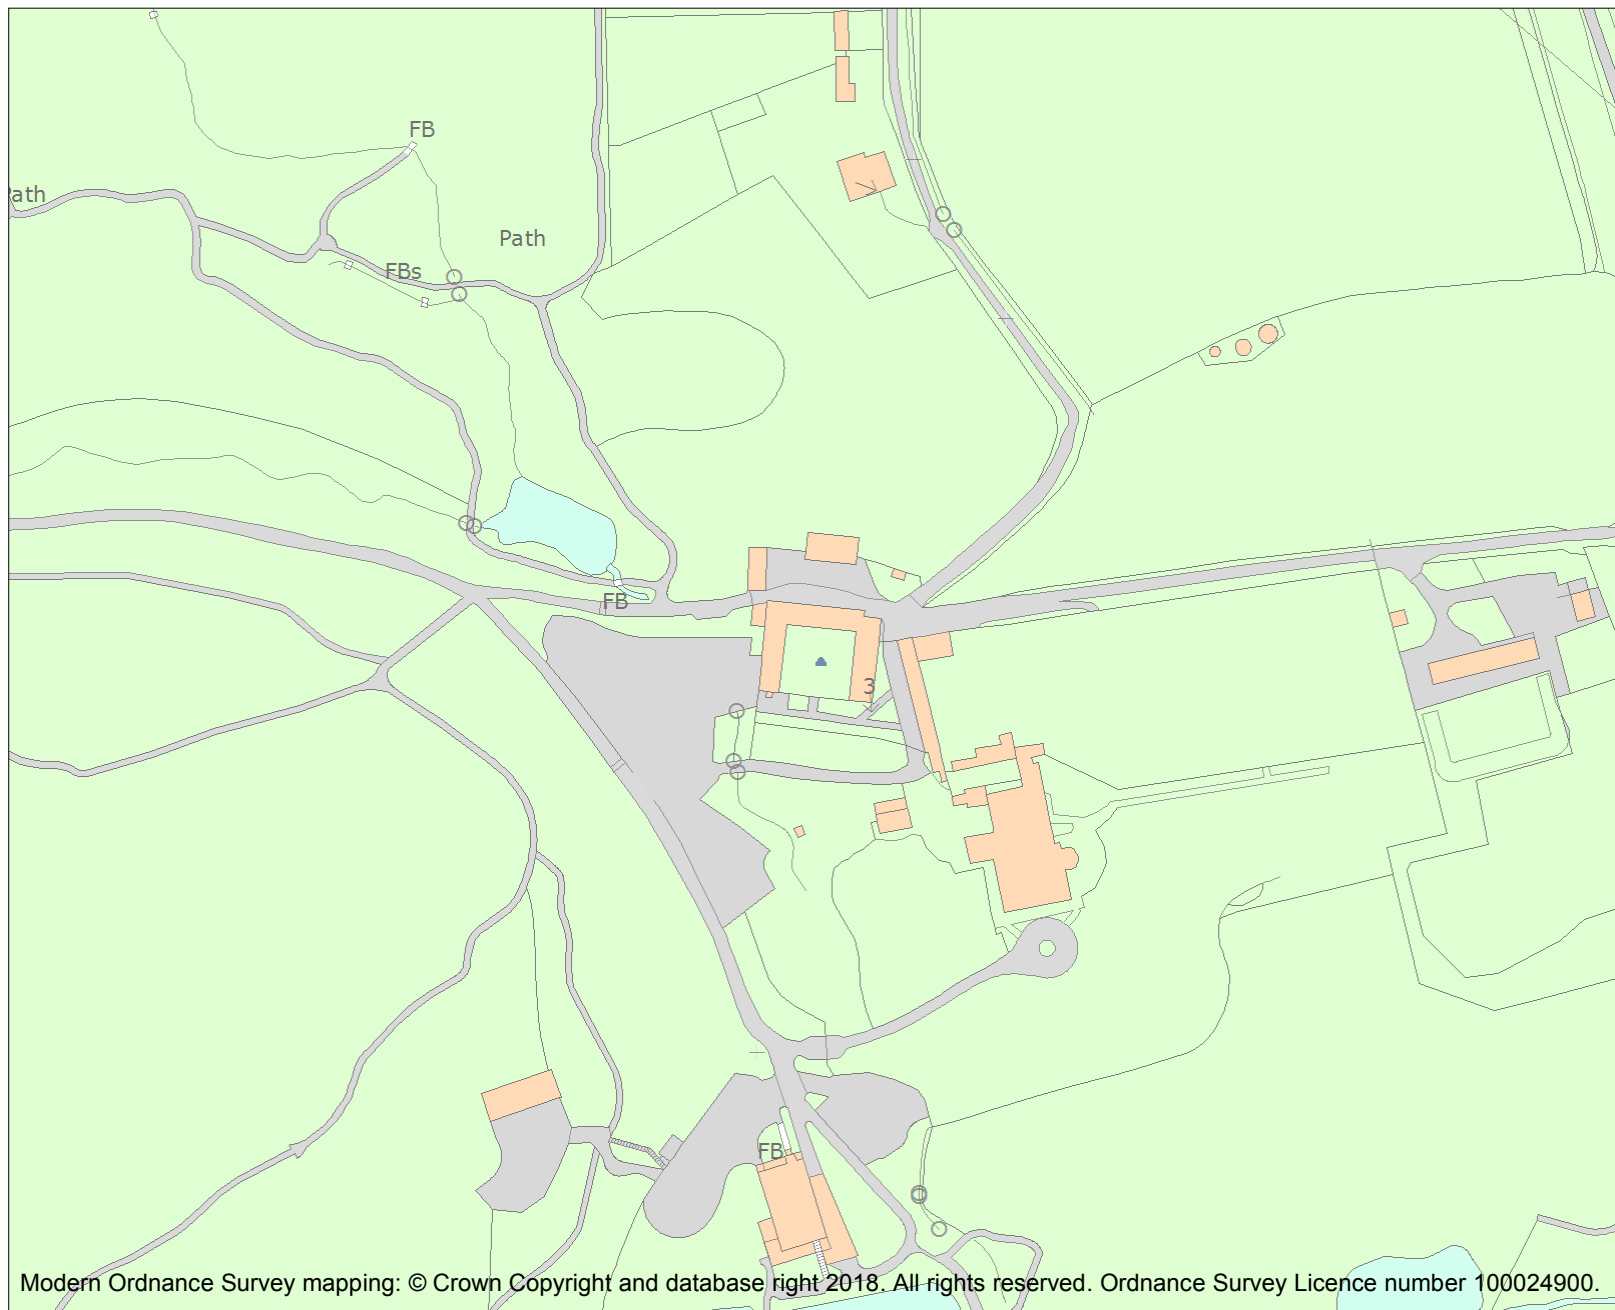 FB
ath
Path
FBs
FB
3
FB
Modern Ordnance Survey mapping: © Crown Copyright and database right 2018. All rights reserved. Ordnance Survey Licence number 100024900.